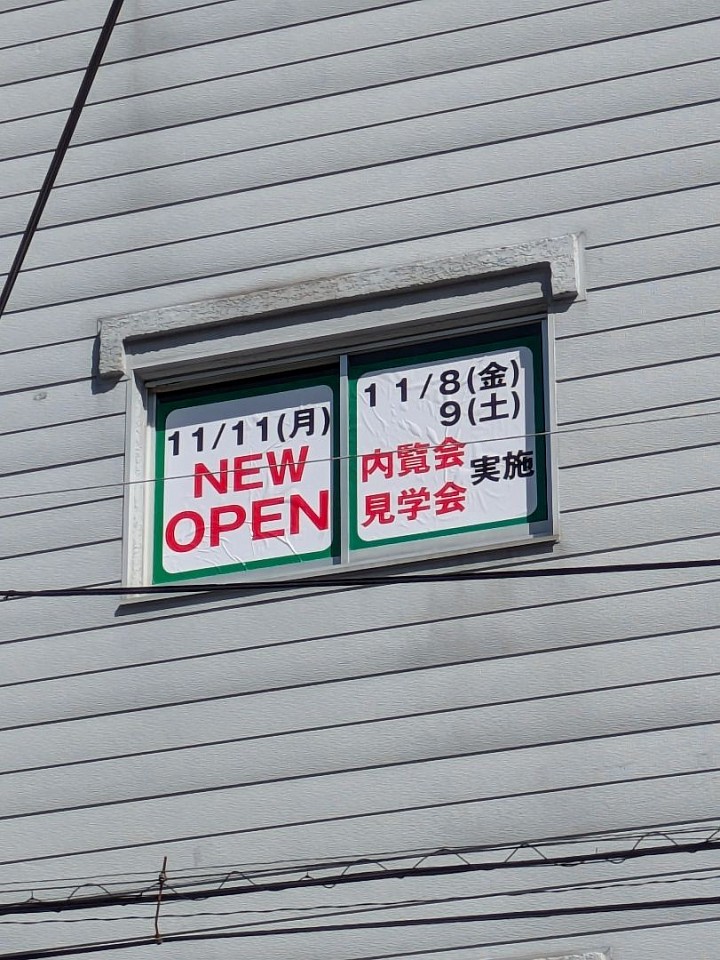 11/11(月)
NEW
OPEN
11/8(金)
9(土)
内覧会
見学会
実施